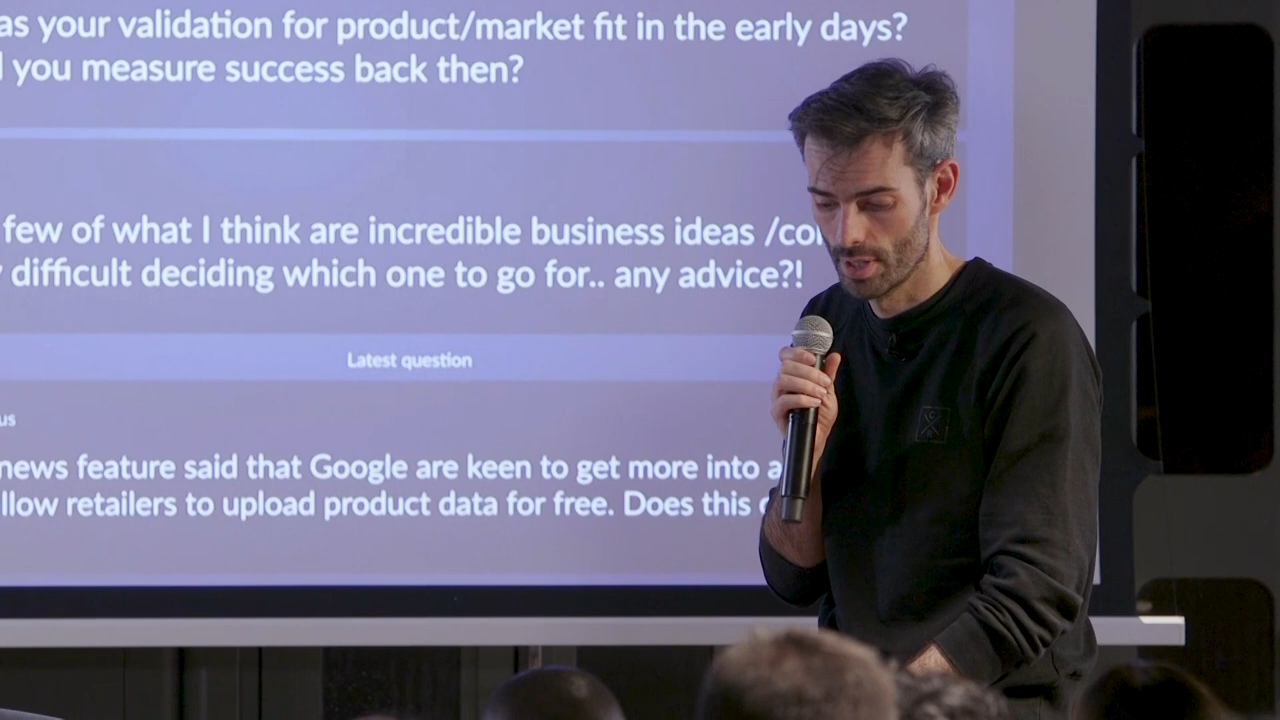 as your validation for product/market fit in the early days?
you measure success back then?
few of what I think are incredible business ideas /co
difficult deciding which one to go for.. any advice?!
Latest question
us
news feature said that Google are keen to get more into a
llow retailers to upload product data for free. Does this
C